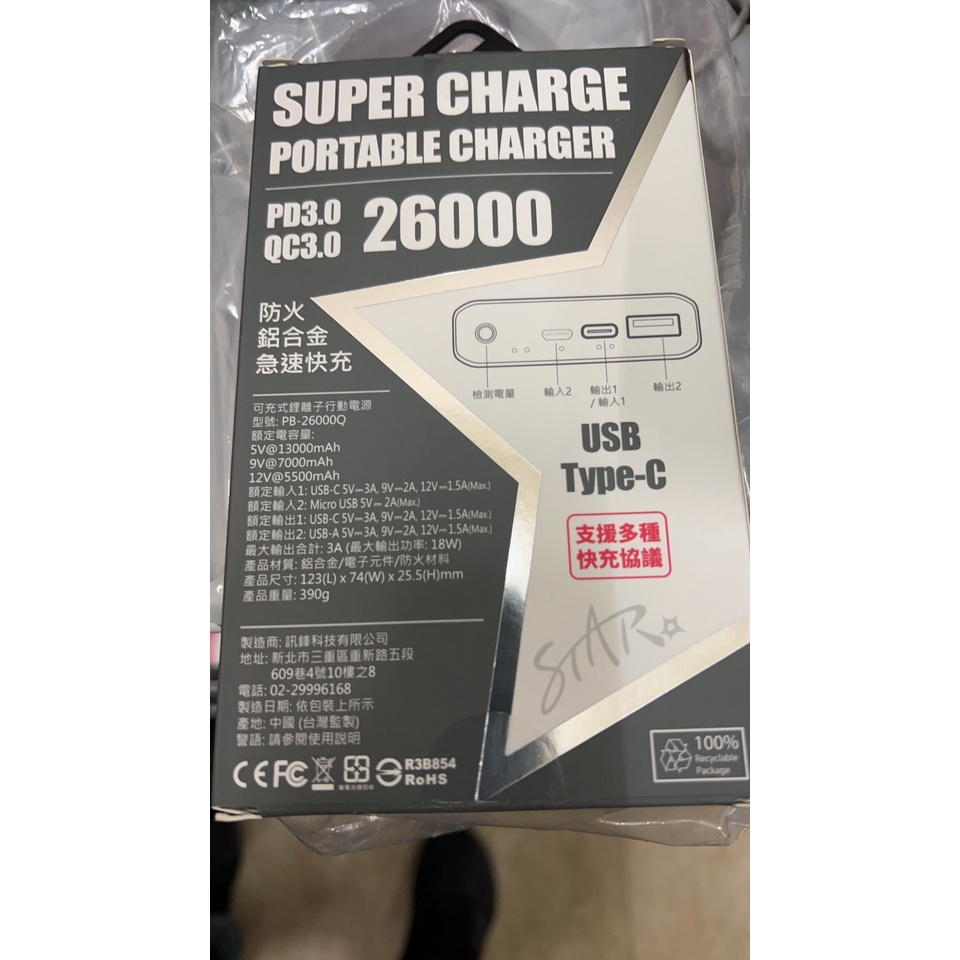 SUPER CHARGE
PORTABLE CHARGER
PD3.0
QC3.0
26000
防火
鋁合金
急速快充
檢測電量
輸入2
輸出1
/ 輸入1
輸出2
USB
Type-C
支援多種
快充協議
STAR
可充式鋰離子行動電源
型號: PB-26000Q
額定電容量:
5V@13000mAh
9V@7000mAh
12V@5500mAh
額定輸入1: USB-C 5V⎓3A, 9V⎓2A, 12V⎓1.5A(Max.)
額定輸入2: Micro USB 5V⎓ 2A(Max.)
額定輸出1: USB-C 5V⎓3A, 9V⎓2A, 12V⎓1.5A(Max.)
額定輸出2: USB-A 5V⎓3A, 9V⎓2A, 12V⎓1.5A(Max.)
最大輸出合計: 3A (最大輸出功率: 18W)
產品材質: 鋁合金/電子元件/防火材料
產品尺寸: 123(L) x 74(W) x 25.5(H)mm
產品重量: 390g
製造商: 訊鋒科技有限公司
地址: 新北市三重區重新路五段
609巷4號10樓之8
電話: 02-29996168
製造日期: 依包裝上所示
產地: 中國 (台灣監製)
警語: 請參閱使用說明
CE FC
R3B854
RoHS
100%
Recyclable
Package